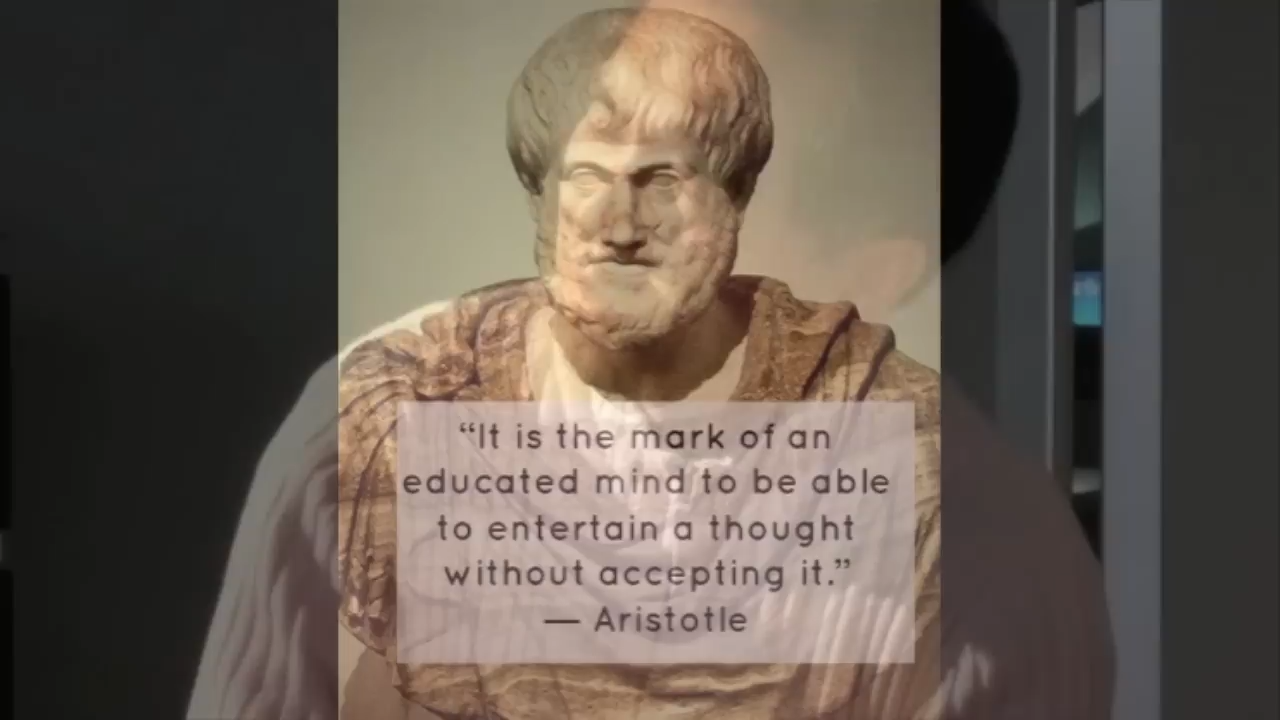 “It is the mark of an
educated mind to be able
to entertain a thought
without accepting it.”
— Aristotle